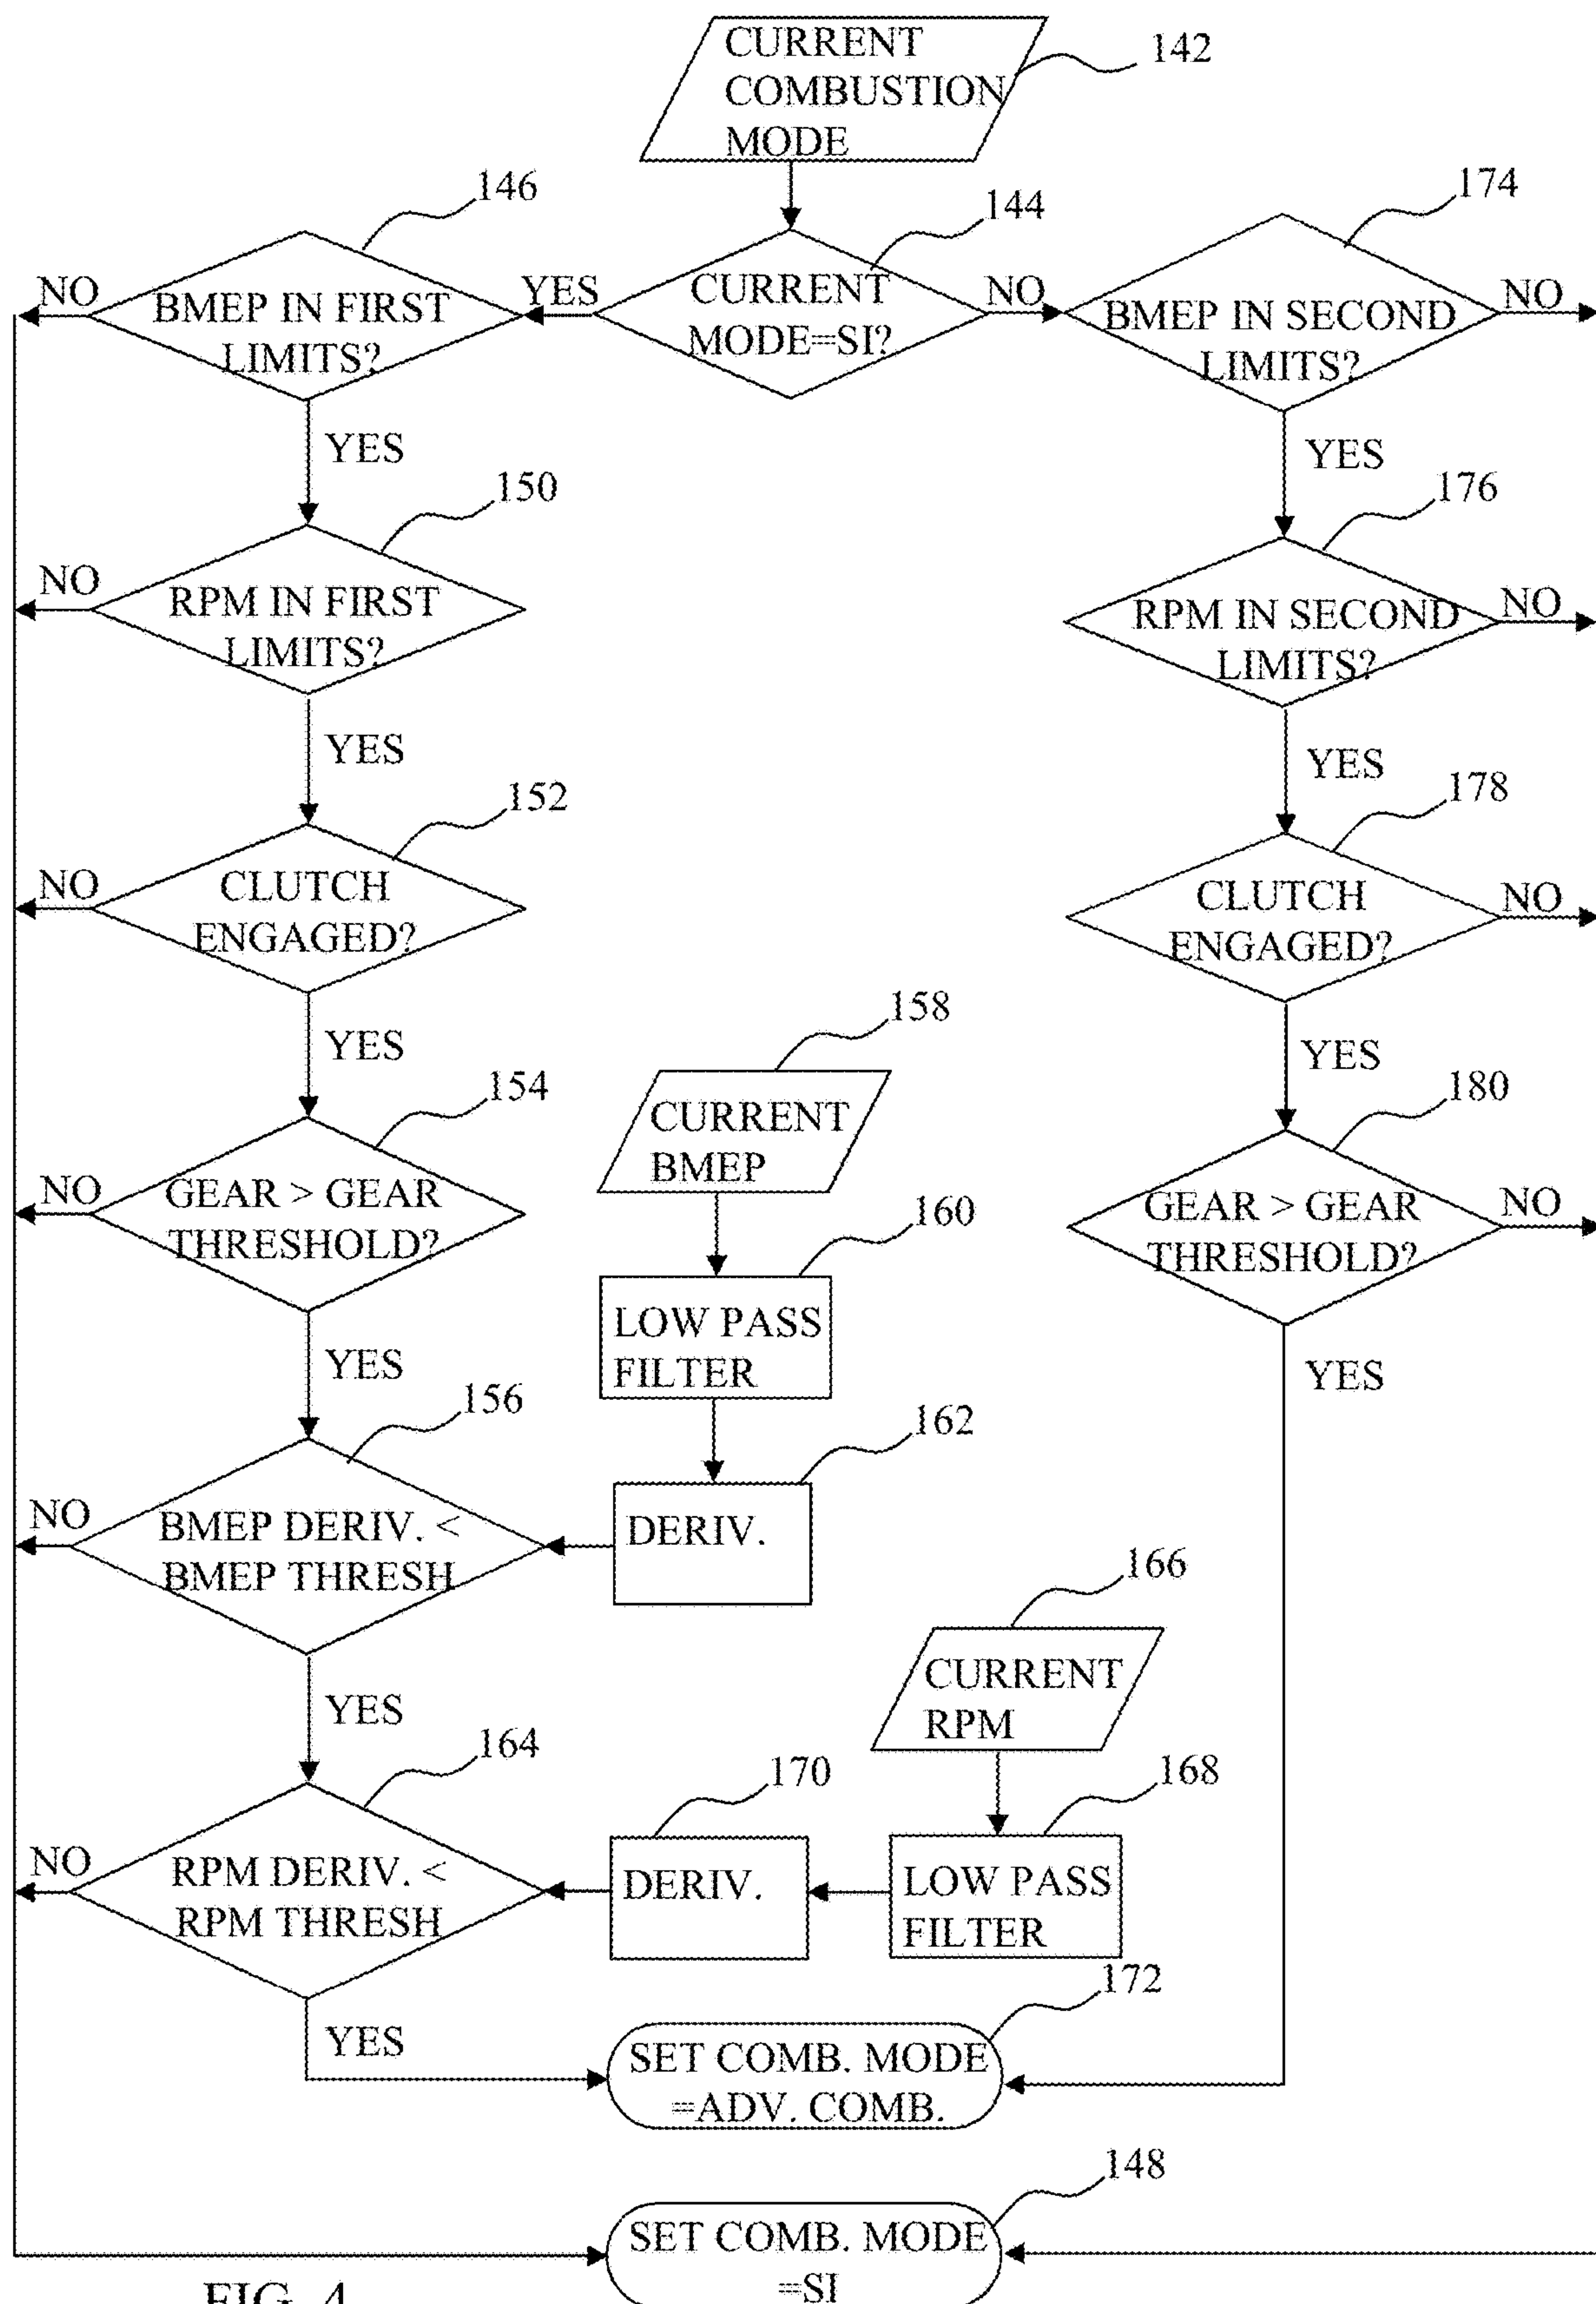 CURRENT
COMBUSTION
MODE
142
146
144
174
NO
BMEP IN FIRST
LIMITS?
YES
CURRENT
MODE=SI?
NO
BMEP IN SECOND
LIMITS?
NO
YES
YES
150
176
NO
RPM IN FIRST
LIMITS?
RPM IN SECOND
LIMITS?
NO
YES
YES
152
178
NO
CLUTCH
ENGAGED?
CLUTCH
ENGAGED?
NO
YES
158
YES
154
CURRENT
BMEP
180
NO
GEAR > GEAR
THRESHOLD?
160
GEAR > GEAR
THRESHOLD?
NO
LOW PASS
FILTER
YES
YES
156
162
NO
BMEP DERIV. <
BMEP THRESH
DERIV.
166
CURRENT
RPM
YES
164
170
168
NO
RPM DERIV. <
RPM THRESH
DERIV.
LOW PASS
FILTER
172
YES
SET COMB. MODE
=ADV. COMB.
148
SET COMB. MODE
=SI
FIG. 4